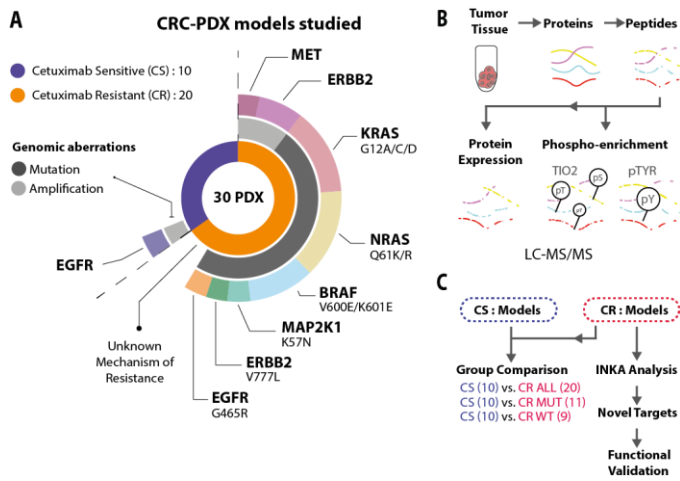 A
CRC-PDX models studied
Cetuximab Sensitive (CS) : 10
Cetuximab Resistant (CR) : 20
Genomic aberrations
Mutation
Amplification
30 PDX
MET
ERBB2
KRAS
G12A/C/D
NRAS
Q61K/R
BRAF
V600E/K601E
MAP2K1
K57N
ERBB2
V777L
EGFR
G465R
EGFR
Unknown
Mechanism of
Resistance
B
Tumor
Tissue
Proteins
Peptides
Protein
Expression
Phospho-enrichment
TIO2
pTYR
pT
pS
pY
pY
LC-MS/MS
C
CS : Models
CR : Models
Group Comparison
CS (10) vs. CR ALL (20)
CS (10) vs. CR MUT (11)
CS (10) vs. CR WT (9)
INKA Analysis
Novel Targets
Functional
Validation